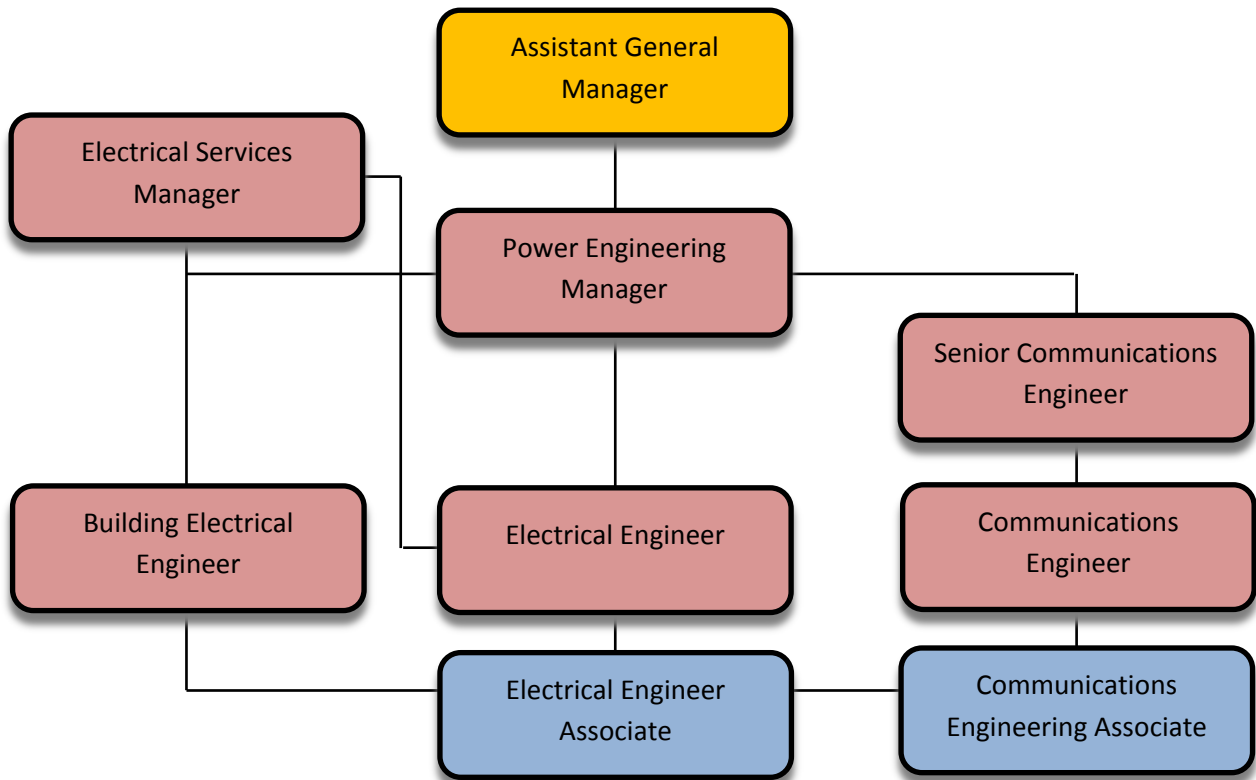 Assistant General
Manager
Electrical Services
Manager
Power Engineering
Manager
Senior Communications
Engineer
Building Electrical
Engineer
Electrical Engineer
Communications
Engineer
Electrical Engineer
Associate
Communications
Engineering Associate